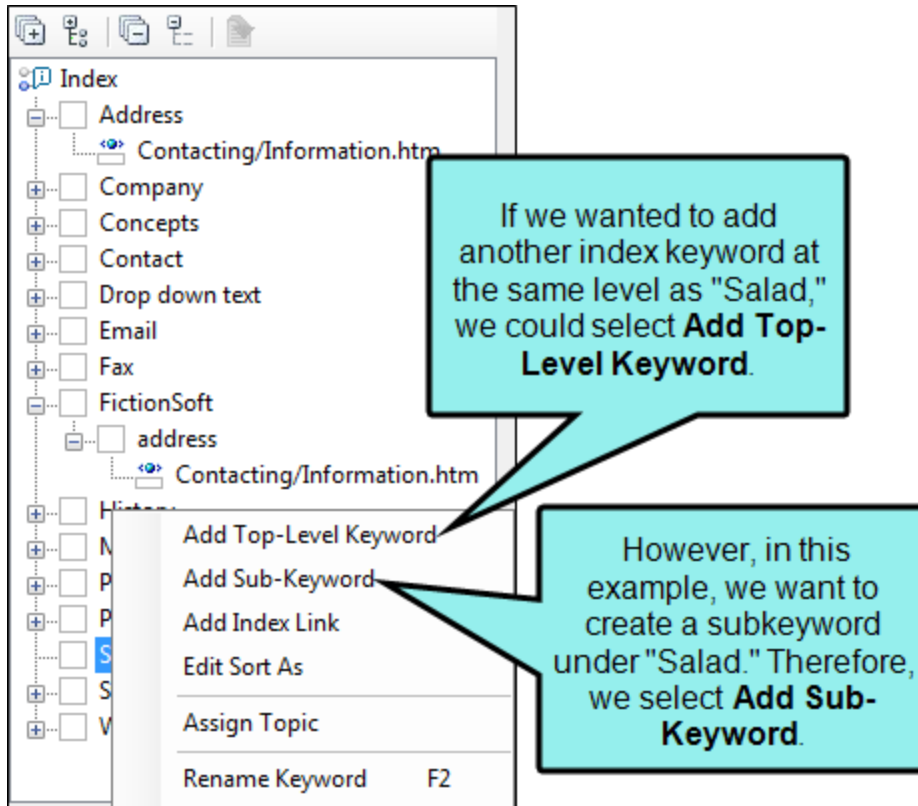 Index
Address
Contacting/Information.htm
Company
Concepts
Contact
Drop down text
Email
Fax
FictionSoft
address
Contacting/Information.htm
If we wanted to add
another index keyword at
the same level as "Salad,"
we could select Add Top-
Level Keyword.
History
M
P
P
S
S
W
Add Top-Level Keyword
Add Sub-Keyword
Add Index Link
Edit Sort As
Assign Topic
Rename Keyword F2
However, in this
example, we want to
create a subkeyword
under "Salad." Therefore,
we select Add Sub-
Keyword.